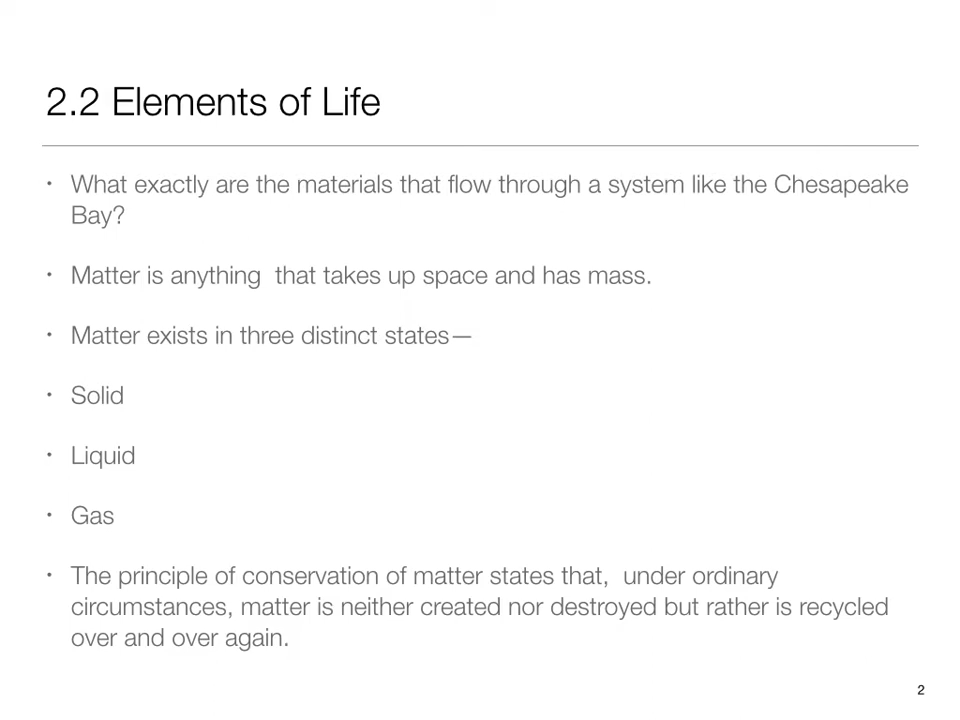 2.2 Elements of Life
• What exactly are the materials that flow through a system like the Chesapeake
Bay?
• Matter is anything  that takes up space and has mass.
• Matter exists in three distinct states—
• Solid
• Liquid
• Gas
• The principle of conservation of matter states that,  under ordinary
circumstances, matter is neither created nor destroyed but rather is recycled
over and over again.
2